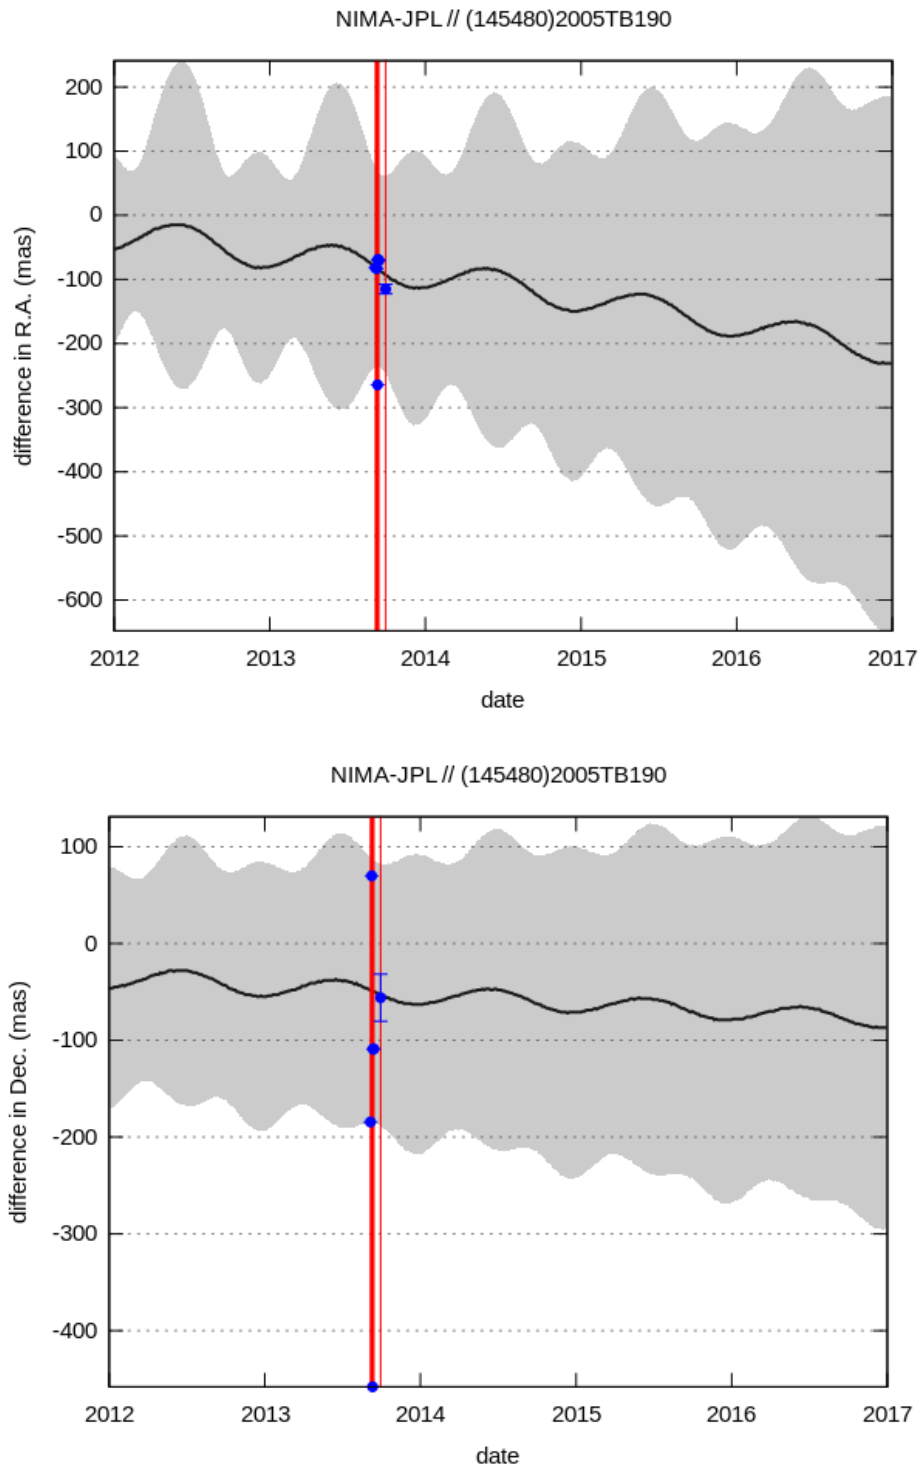 NIMA-JPL // (145480)2005TB190
200
100
0
-100
-200
-300
-400
-500
-600
difference in R.A. (mas)
2012 2013 2014 2015 2016 2017
date
NIMA-JPL // (145480)2005TB190
100
0
-100
-200
-300
-400
difference in Dec. (mas)
2012 2013 2014 2015 2016 2017
date